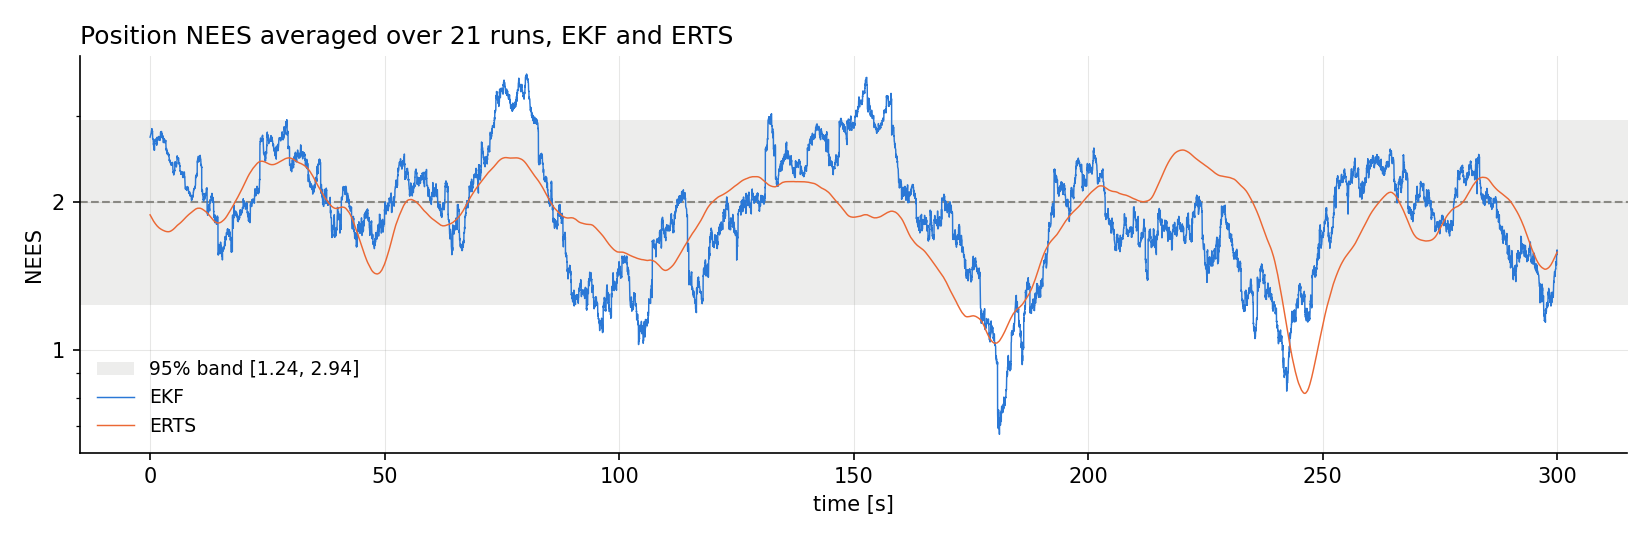 Position NEES averaged over 21 runs, EKF and ERTS
NEES
2
1
95% band [1.24, 2.94]
EKF
ERTS
0 50 100 150 200 250 300
time [s]